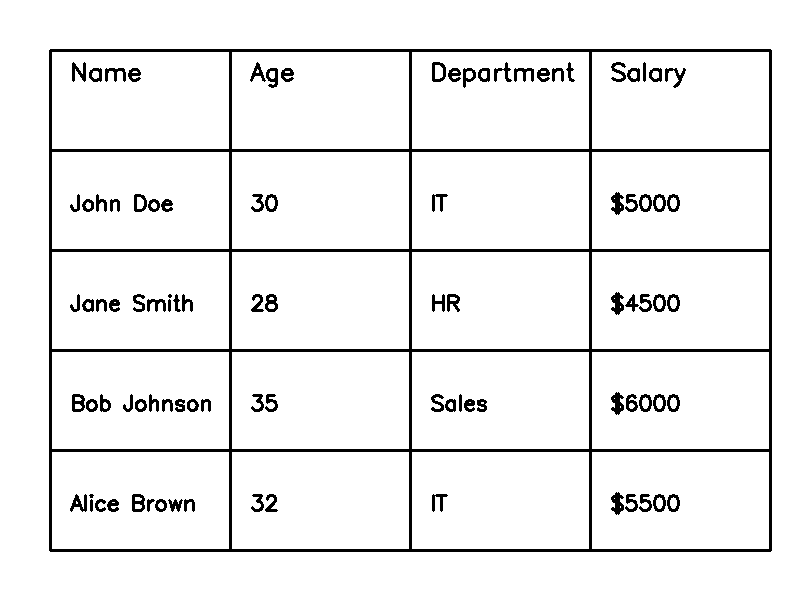 Name Age Department Salary
John Doe 30 IT $5000
Jane Smith 28 HR $4500
Bob Johnson 35 Sales $6000
Alice Brown 32 IT $5500